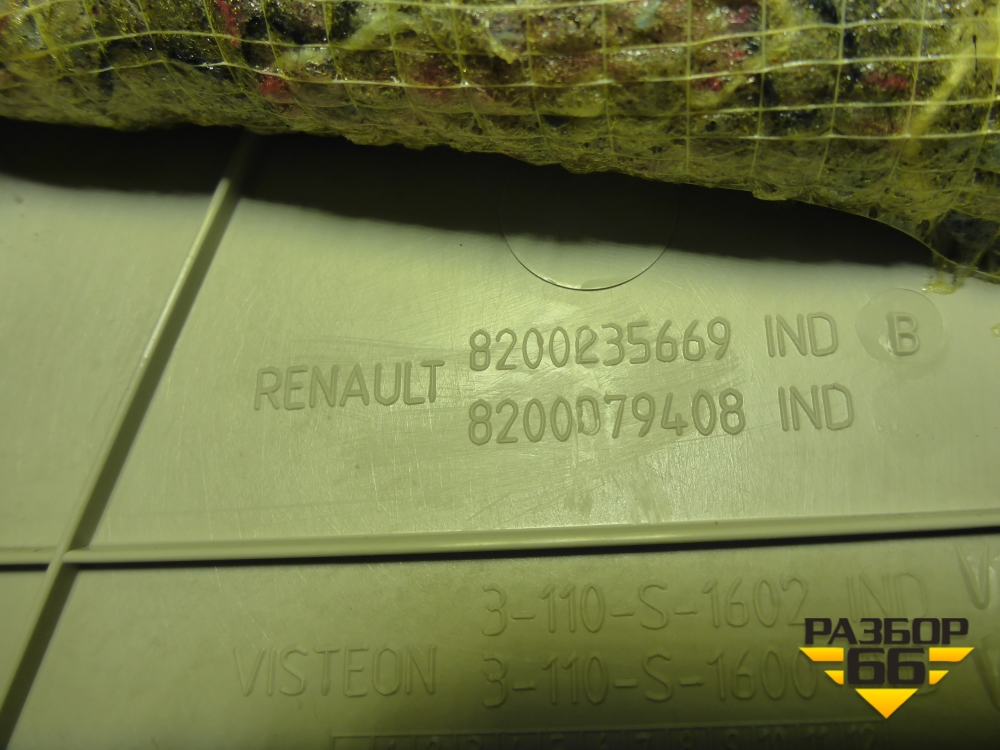 RENAULT 8200235669 IND B
8200079408 IND
3-110-S-1602 IND
VISTEON 3-110-S-1600
РАЗБОР
66